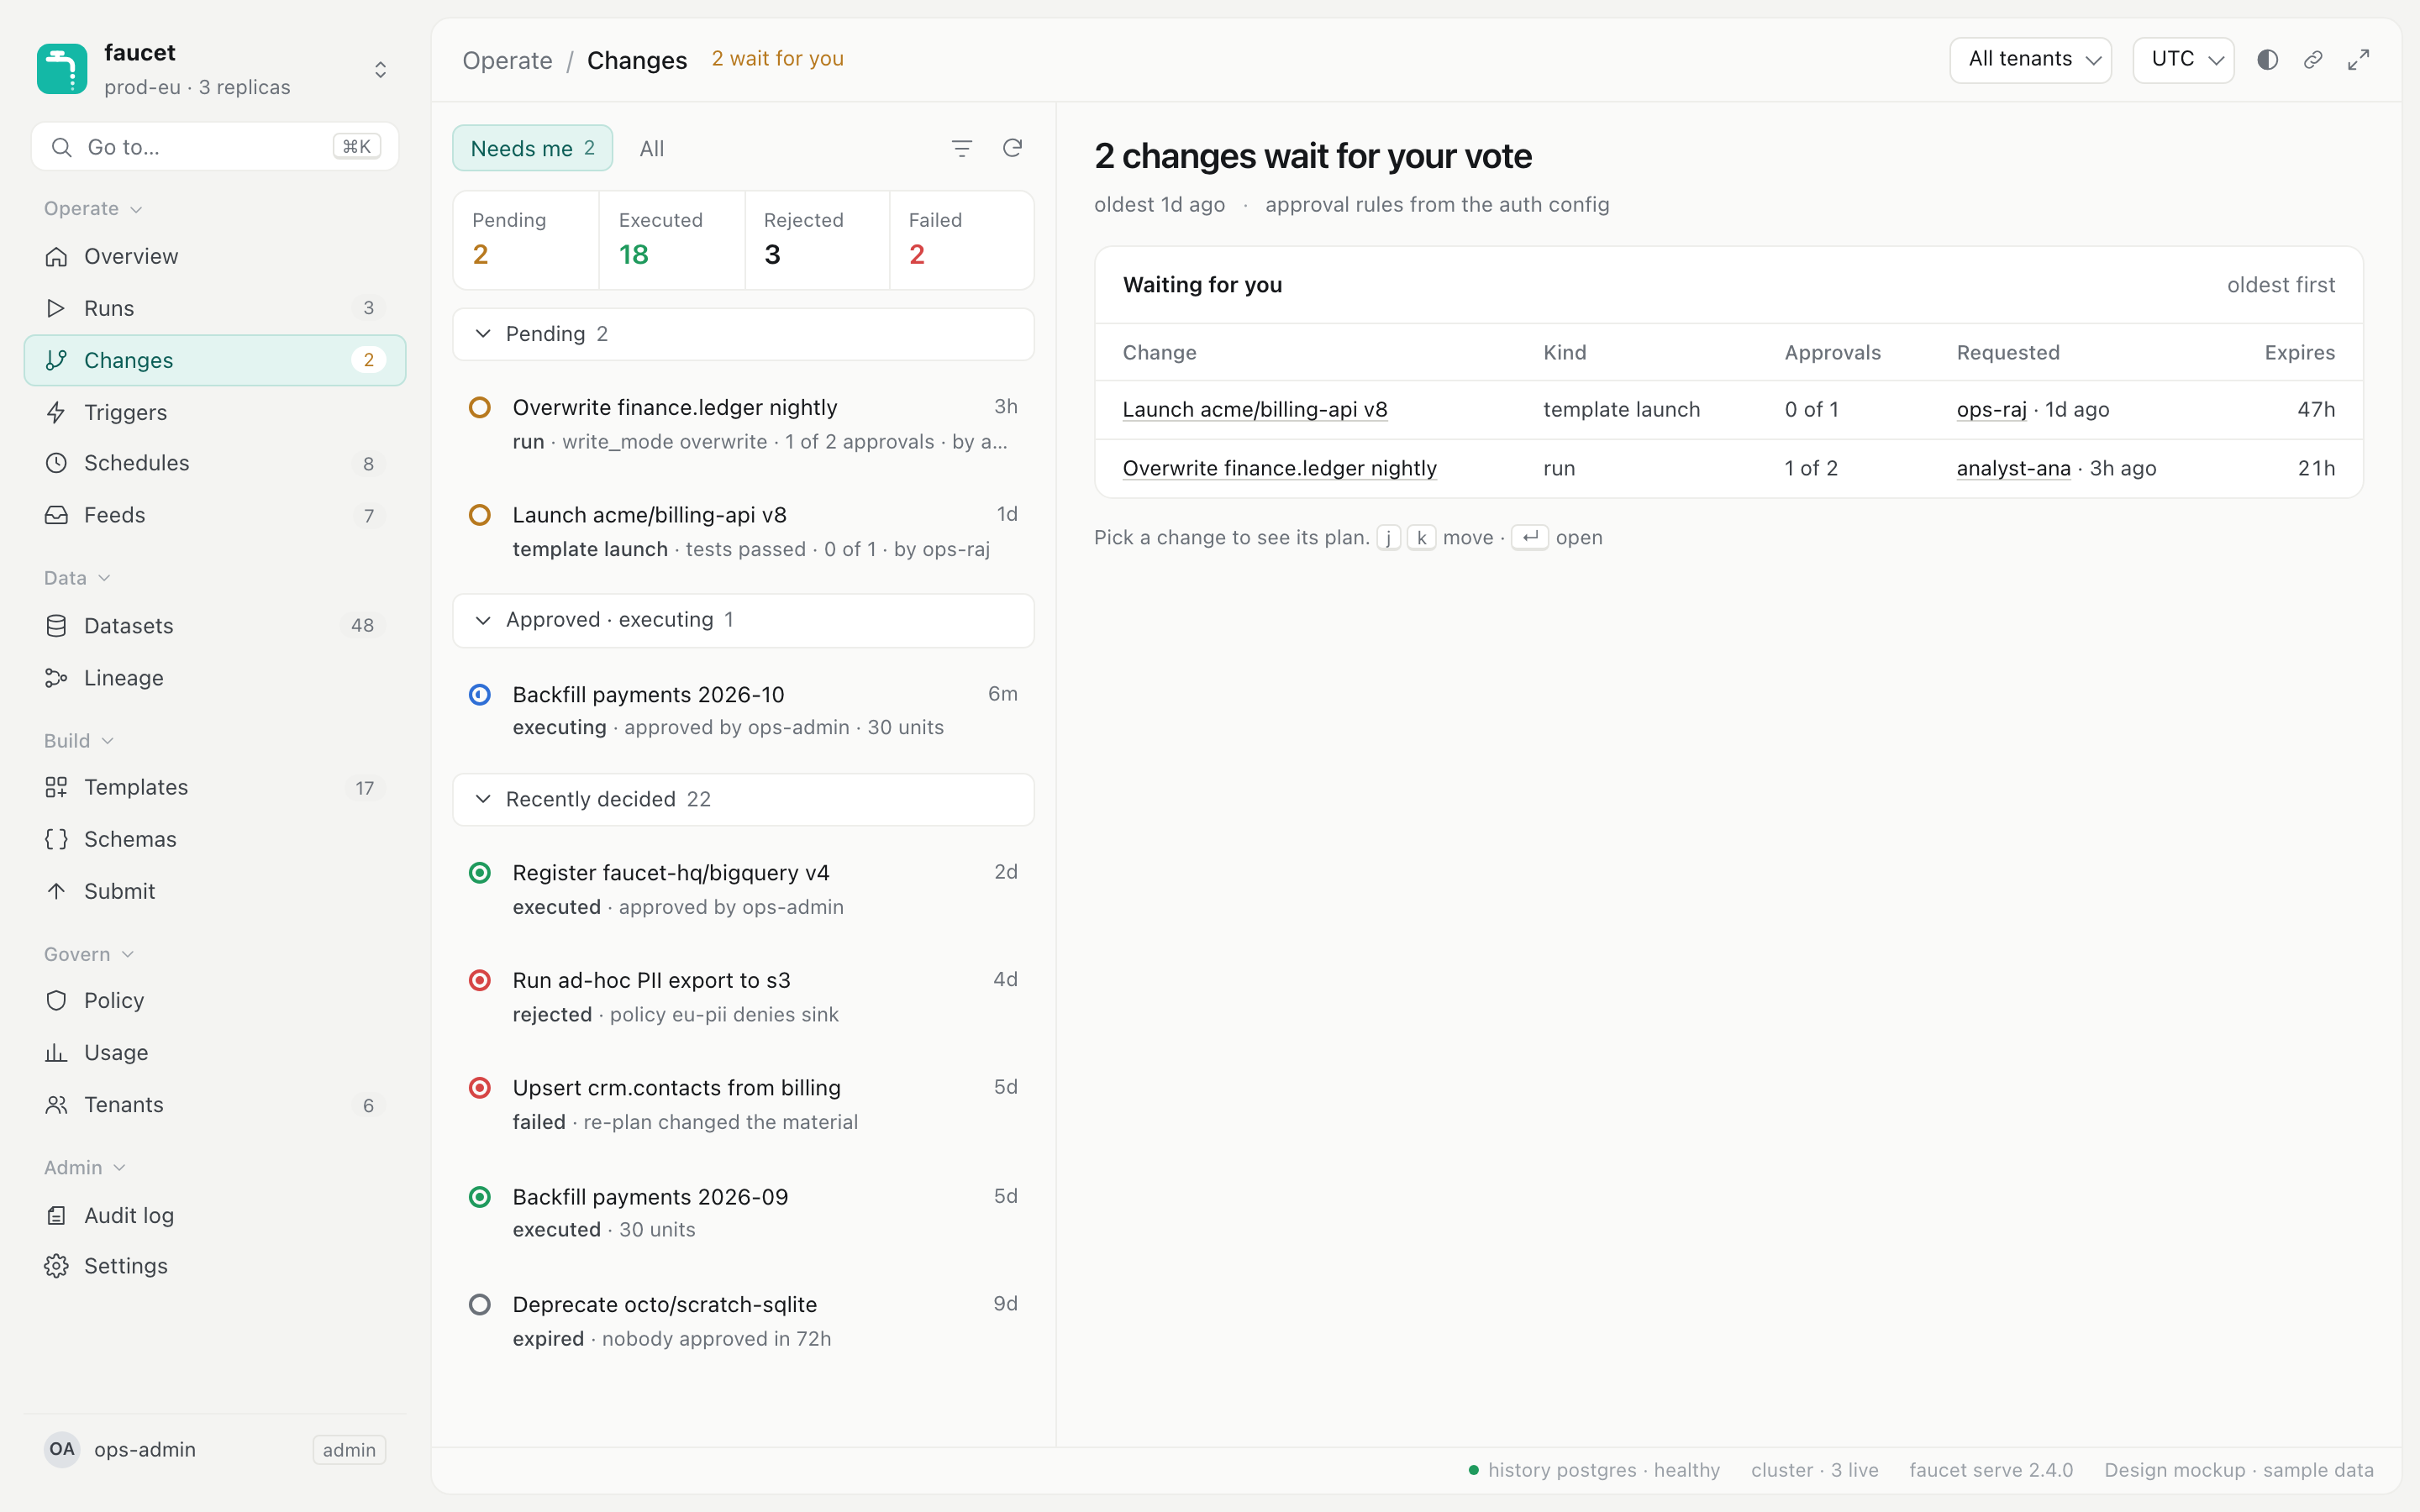 faucet
prod-eu · 3 replicas
Go to...
⌘K
Operate
Overview
Runs 3
Changes 2
Triggers
Schedules 8
Feeds 7
Data
Datasets 48
Lineage
Build
Templates 17
Schemas
Submit
Govern
Policy
Usage
Tenants 6
Admin
Audit log
Settings
OA ops-admin admin
Operate / Changes 2 wait for you
All tenants
UTC
Needs me 2 All
Pending Executed Rejected Failed
2 18 3 2
Pending 2
Overwrite finance.ledger nightly 3h
run · write_mode overwrite · 1 of 2 approvals · by a...
Launch acme/billing-api v8 1d
template launch · tests passed · 0 of 1 · by ops-raj
Approved · executing 1
Backfill payments 2026-10 6m
executing · approved by ops-admin · 30 units
Recently decided 22
Register faucet-hq/bigquery v4 2d
executed · approved by ops-admin
Run ad-hoc PII export to s3 4d
rejected · policy eu-pii denies sink
Upsert crm.contacts from billing 5d
failed · re-plan changed the material
Backfill payments 2026-09 5d
executed · 30 units
Deprecate octo/scratch-sqlite 9d
expired · nobody approved in 72h
2 changes wait for your vote
oldest 1d ago · approval rules from the auth config
Waiting for you oldest first
Change Kind Approvals Requested Expires
Launch acme/billing-api v8 template launch 0 of 1 ops-raj · 1d ago 47h
Overwrite finance.ledger nightly run 1 of 2 analyst-ana · 3h ago 21h
Pick a change to see its plan. j k move · ↵ open
history postgres · healthy cluster · 3 live faucet serve 2.4.0 Design mockup · sample data